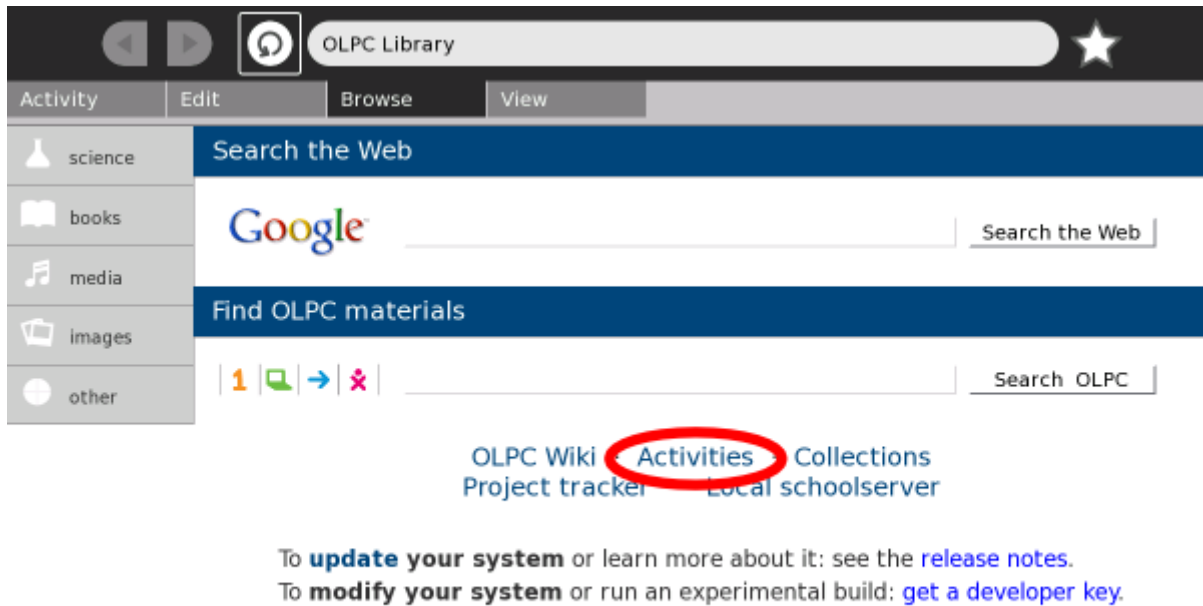 OLPC Library
Activity Edit Browse View
science
books
media
images
other
Search the Web
Google Search the Web
Find OLPC materials
1 Search OLPC
OLPC Wiki Activities Collections
Project tracker Local schoolserver
To update your system or learn more about it: see the release notes.
To modify your system or run an experimental build: get a developer key.